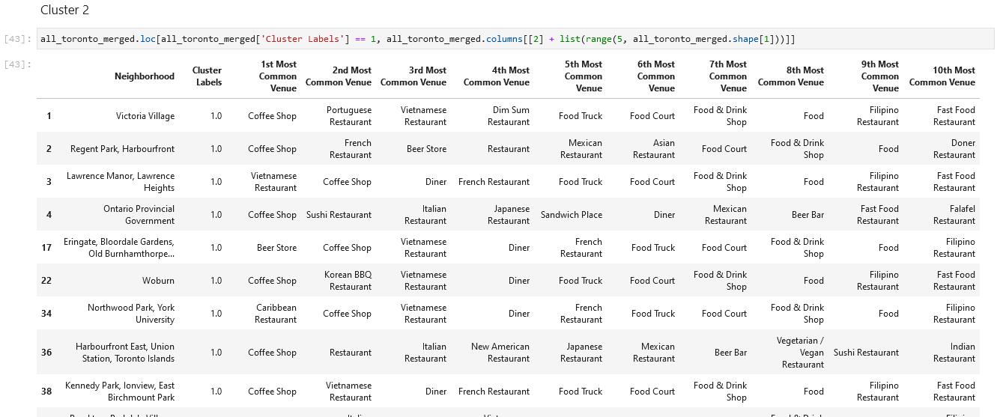 Cluster 2
[43]: all_toronto_merged.loc[all_toronto_merged['Cluster Labels'] == 1, all_toronto_merged.columns[[2] + list(range(5, all_toronto_merged.shape[1]))]]
[43]:
Neighborhood Cluster Labels 1st Most Common Venue 2nd Most Common Venue 3rd Most Common Venue 4th Most Common Venue 5th Most Common Venue 6th Most Common Venue 7th Most Common Venue 8th Most Common Venue 9th Most Common Venue 10th Most Common Venue
1 Victoria Village 1.0 Coffee Shop Portuguese Restaurant Vietnamese Restaurant Dim Sum Restaurant Food Truck Food Court Food & Drink Shop Food Filipino Restaurant Fast Food Restaurant
2 Regent Park, Harbourfront 1.0 Coffee Shop French Restaurant Beer Store Restaurant Mexican Restaurant Asian Restaurant Food Court Food & Drink Shop Food Doner Restaurant
3 Lawrence Manor, Lawrence Heights 1.0 Vietnamese Restaurant Coffee Shop Diner French Restaurant Food Truck Food Court Food & Drink Shop Food Filipino Restaurant Fast Food Restaurant
4 Ontario Provincial Government 1.0 Coffee Shop Sushi Restaurant Italian Restaurant Japanese Restaurant Sandwich Place Diner Mexican Restaurant Beer Bar Fast Food Restaurant Falafel Restaurant
17 Eringate, Bloordale Gardens, Old Burnhamthorpe... 1.0 Beer Store Coffee Shop Vietnamese Restaurant Diner French Restaurant Food Truck Food Court Food & Drink Shop Food Filipino Restaurant
22 Woburn 1.0 Coffee Shop Korean BBQ Restaurant Vietnamese Restaurant Diner Food Truck Food Court Food & Drink Shop Food Filipino Restaurant Fast Food Restaurant
34 Northwood Park, York University 1.0 Caribbean Restaurant Coffee Shop Vietnamese Restaurant Diner French Restaurant Food Truck Food Court Food & Drink Shop Food Filipino Restaurant
36 Harbourfront East, Union Station, Toronto Islands 1.0 Coffee Shop Restaurant Italian Restaurant New American Restaurant Japanese Restaurant Mexican Restaurant Beer Bar Vegetarian / Vegan Restaurant Sushi Restaurant Indian Restaurant
38 Kennedy Park, Ionview, East Birchmount Park 1.0 Coffee Shop Vietnamese Restaurant Diner French Restaurant Food Truck Food Court Food & Drink Shop Food Filipino Restaurant Fast Food Restaurant